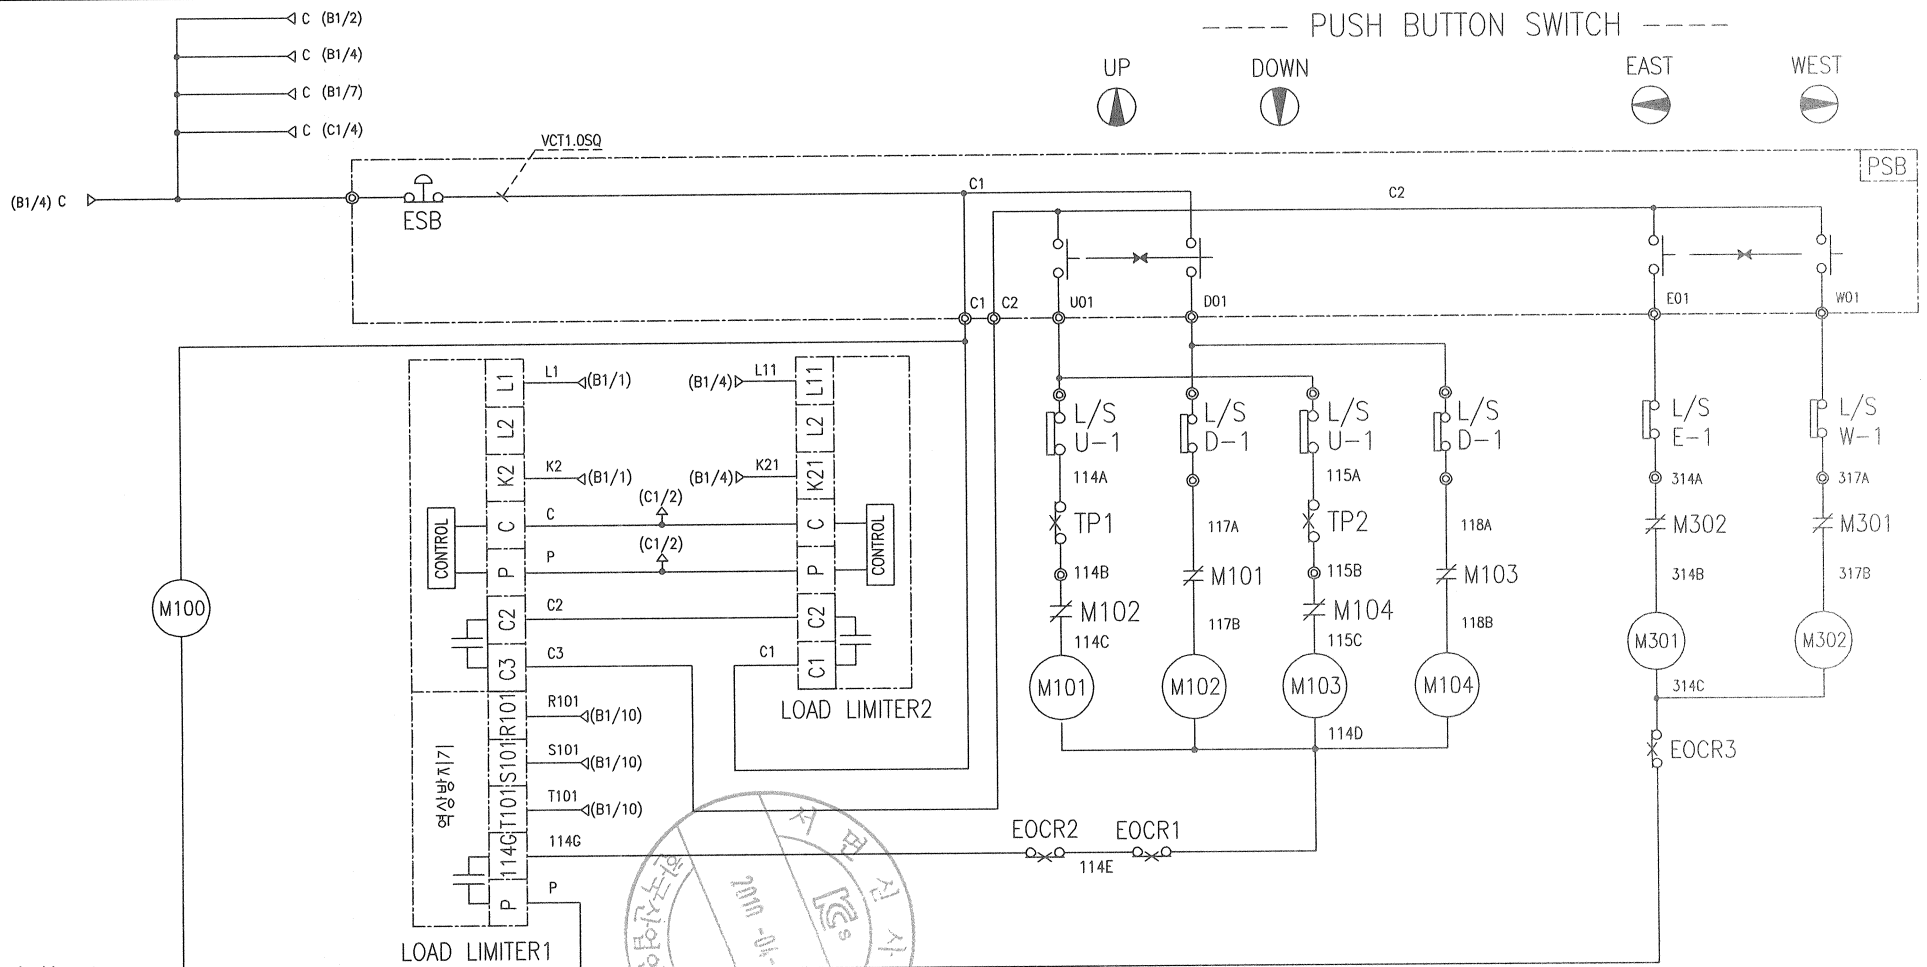 C (B1/2)
C (B1/4)
C (B1/7)
C (C1/4)
---- PUSH BUTTON SWITCH ----
UP
DOWN
EAST
WEST
VCT1.0SQ
PSB
(B1/4) C
ESB
C1
C2
C1
C2
U01
D01
E01
W01
L1
L1
(B1/1)
(B1/4)
L11
L11
L2
L2
K2
K2
(B1/1)
(B1/4)
K21
K21
(C1/2)
CONTROL
C
C
C
CONTROL
(C1/2)
P
P
P
C2
C2
C2
C3
C3
C1
C1
LOAD LIMITER2
M100
R101
R101
(B1/10)
역상방지기
S101
S101
(B1/10)
T101
T101
(B1/10)
114G
114G
P
P
LOAD LIMITER1
L/S
U-1
L/S
D-1
L/S
U-1
L/S
D-1
L/S
E-1
L/S
W-1
114A
115A
314A
317A
TP1
117A
TP2
118A
M302
M301
114B
M101
115B
M103
314B
317B
M102
117B
M104
118B
114C
115C
M301
M302
M101
M102
M103
M104
314C
114D
EOCR3
EOCR2
EOCR1
114E
서면심사
2010-04-
S